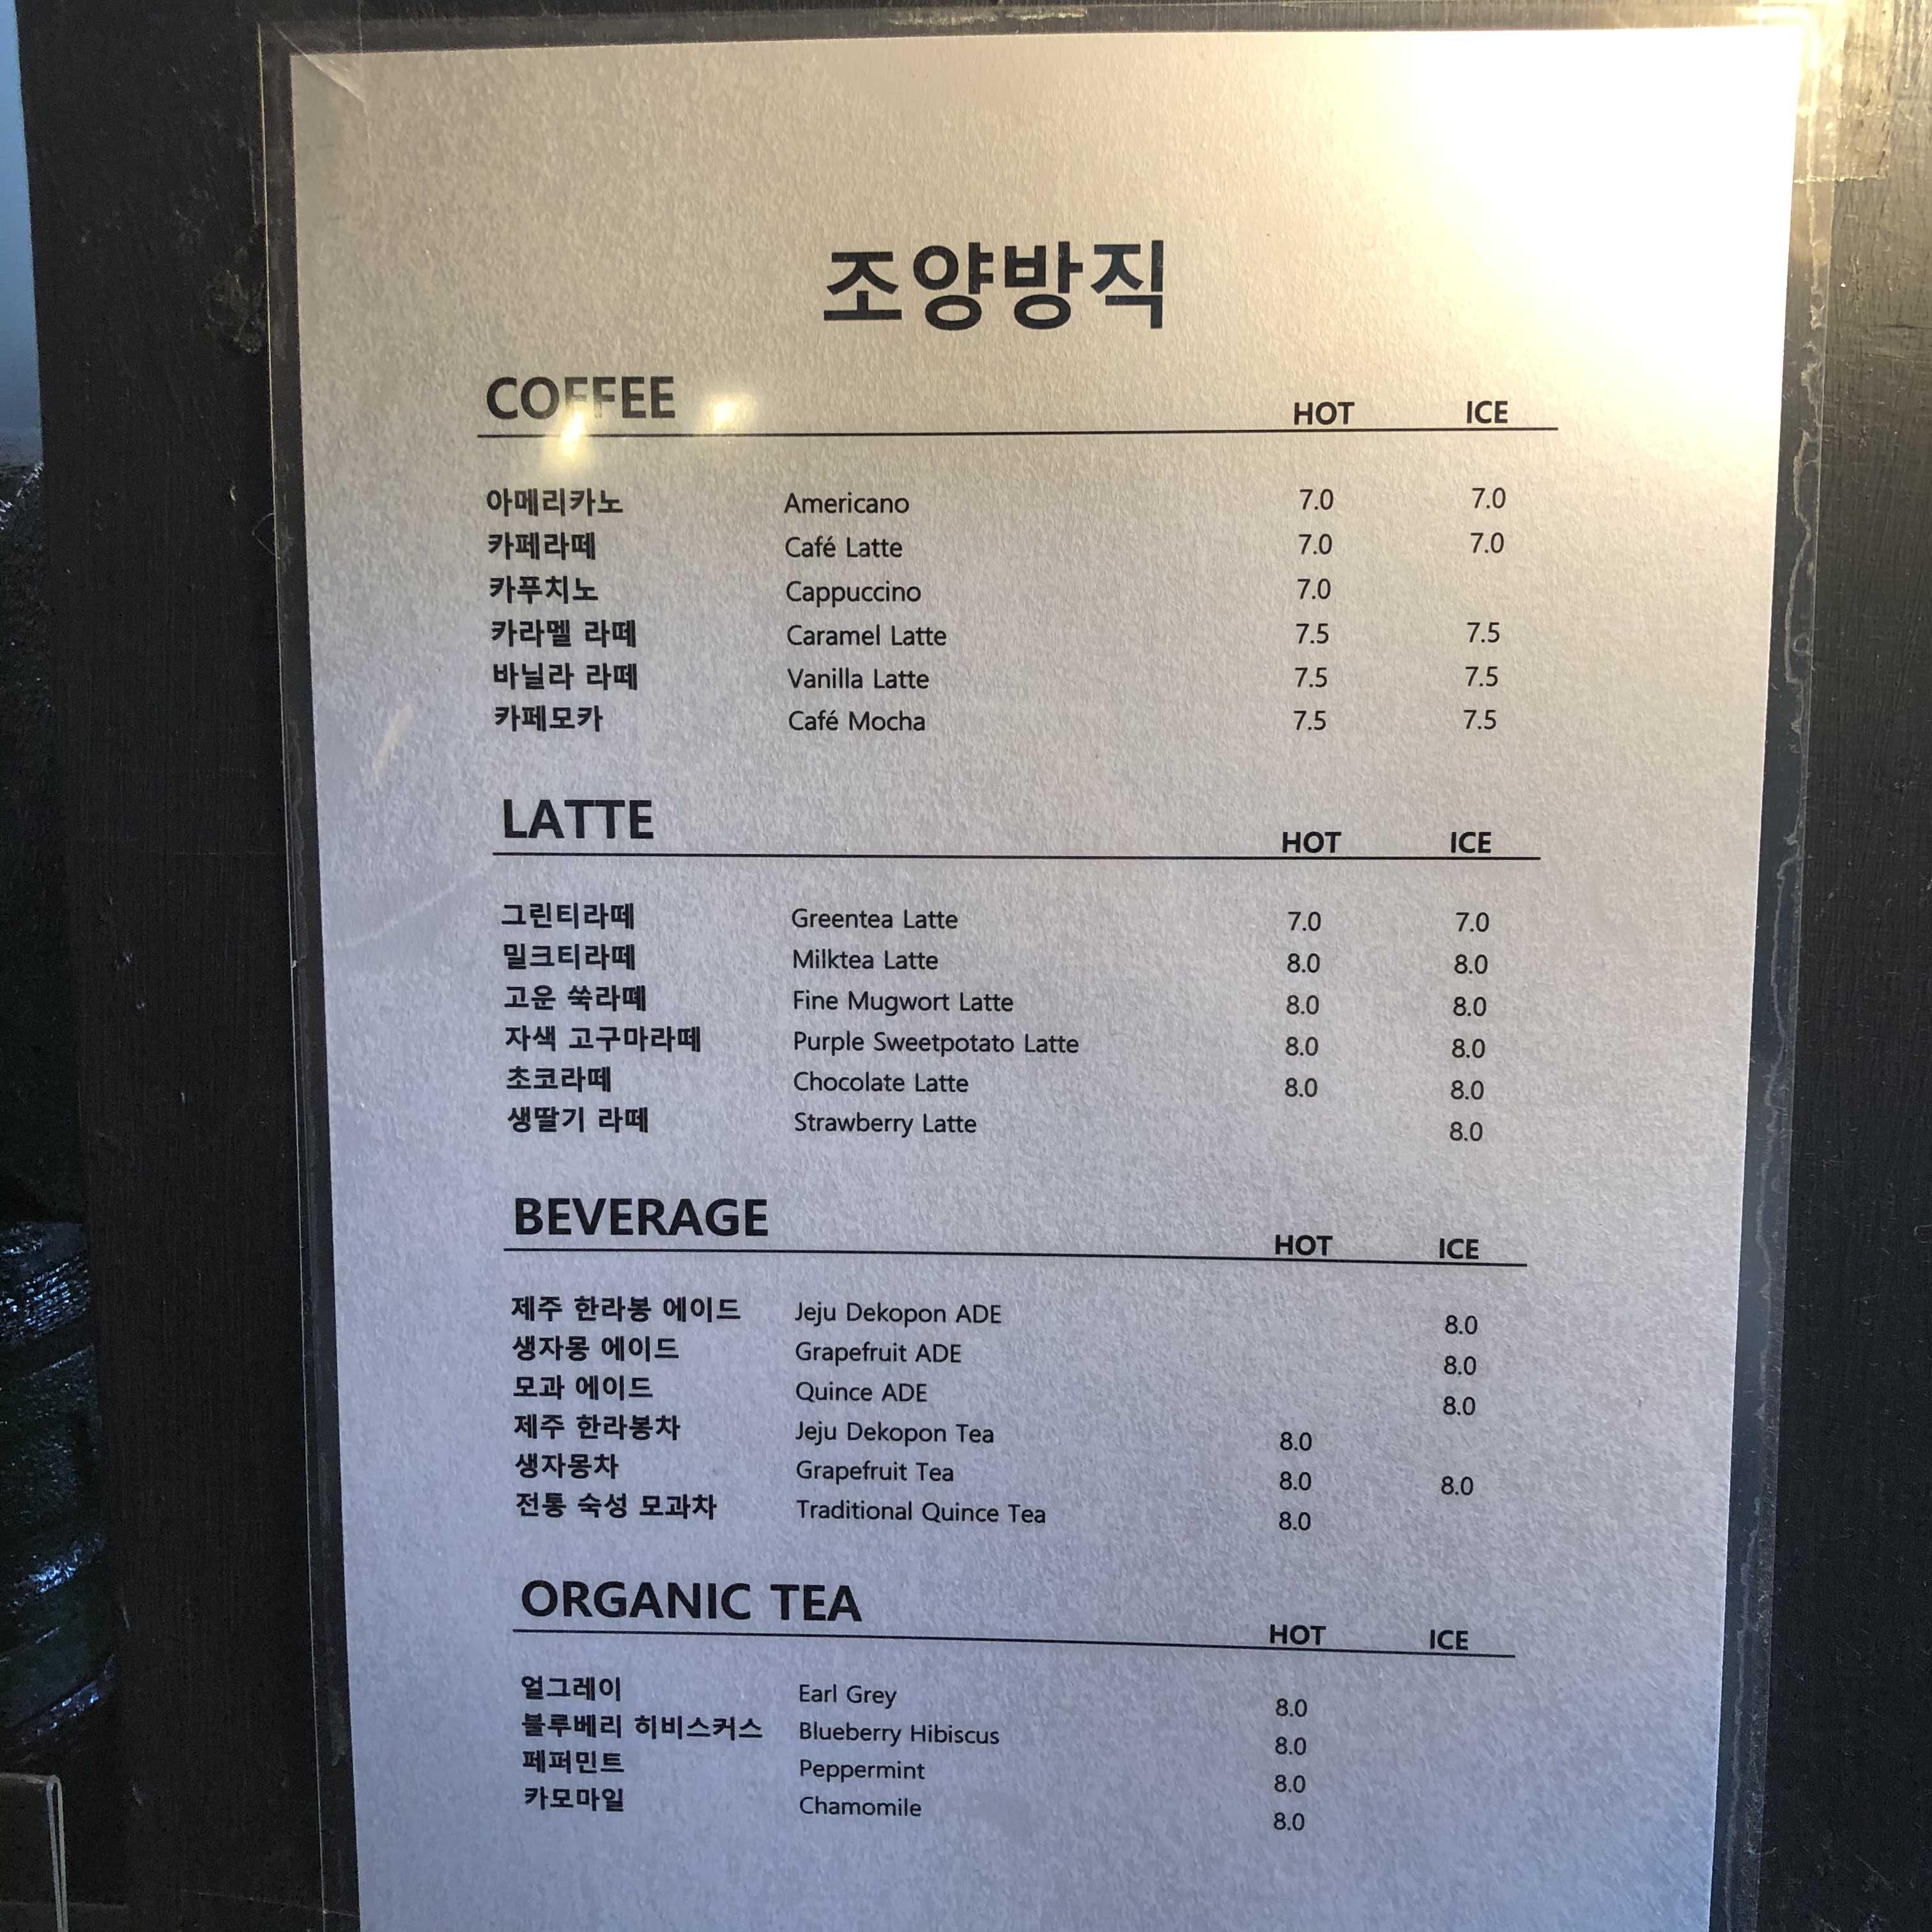 조양방직
COFFEE HOT ICE
아메리카노 Americano 7.0 7.0
카페라떼 Café Latte 7.0 7.0
카푸치노 Cappuccino 7.0
카라멜 라떼 Caramel Latte 7.5 7.5
바닐라 라떼 Vanilla Latte 7.5 7.5
카페모카 Café Mocha 7.5 7.5
LATTE HOT ICE
그린티라떼 Greentea Latte 7.0 7.0
밀크티라떼 Milktea Latte 8.0 8.0
고운 쑥라떼 Fine Mugwort Latte 8.0 8.0
자색 고구마라떼 Purple Sweetpotato Latte 8.0 8.0
초코라떼 Chocolate Latte 8.0 8.0
생딸기 라떼 Strawberry Latte 8.0
BEVERAGE HOT ICE
제주 한라봉 에이드 Jeju Dekopon ADE 8.0
생자몽 에이드 Grapefruit ADE 8.0
모과 에이드 Quince ADE 8.0
제주 한라봉차 Jeju Dekopon Tea 8.0
생자몽차 Grapefruit Tea 8.0 8.0
전통 숙성 모과차 Traditional Quince Tea 8.0
ORGANIC TEA HOT ICE
얼그레이 Earl Grey 8.0
블루베리 히비스커스 Blueberry Hibiscus 8.0
페퍼민트 Peppermint 8.0
카모마일 Chamomile 8.0